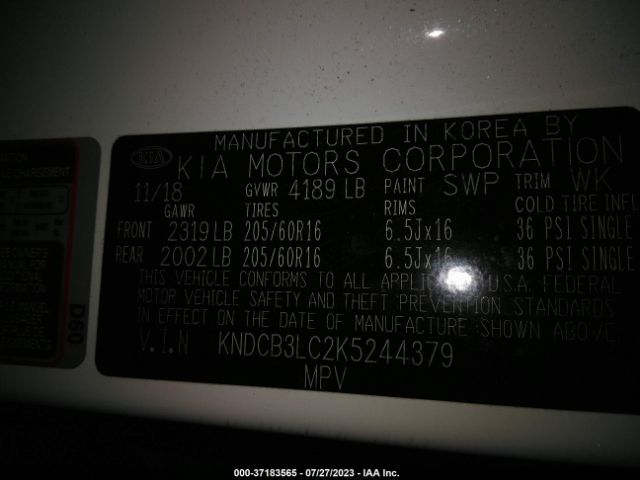 MANUFACTURED IN KOREA BY
KIA KIA MOTORS CORPORATION
11/18 GVWR 4189 LB PAINT SWP TRIM WK
GAWR TIRES RIMS COLD TIRE INFL
FRONT 2319 LB 205/60R16 6.5Jx16 36 PSI SINGLE
REAR 2002 LB 205/60R16 6.5Jx16 36 PSI SINGLE
THIS VEHICLE CONFORMS TO ALL APPLICABLE U.S.A. FEDERAL
MOTOR VEHICLE SAFETY AND THEFT PREVENTION STANDARDS
IN EFFECT ON THE DATE OF MANUFACTURE SHOWN ABOVE.
V.I.N KNDCB3LC2K5244379
MPV
D60
000-37183565 - 07/27/2023 - IAA Inc.